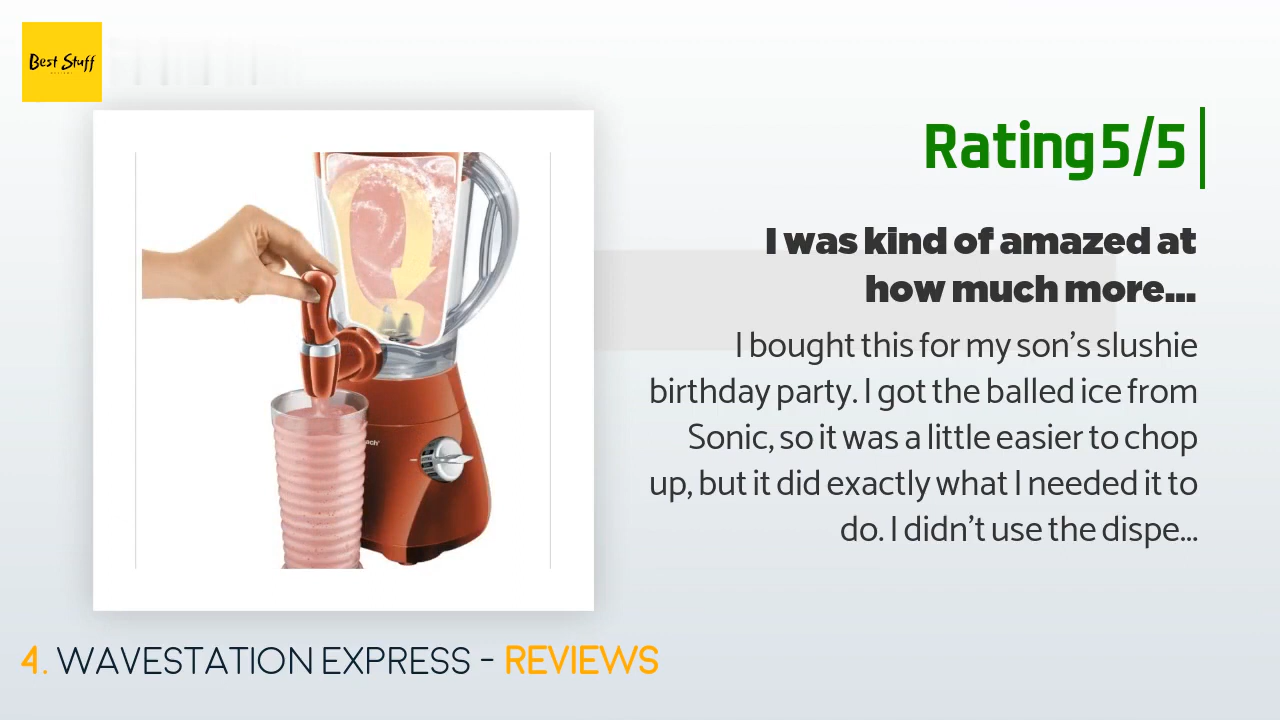 Best Stuff
Rating 5/5
I was kind of amazed at
how much more...
I bought this for my son’s slushie
birthday party. I got the balled ice from
Sonic, so it was a little easier to chop
up, but it did exactly what I needed it to
do. I didn’t use the dispe...
ach
4. WAVESTATION EXPRESS - REVIEWS